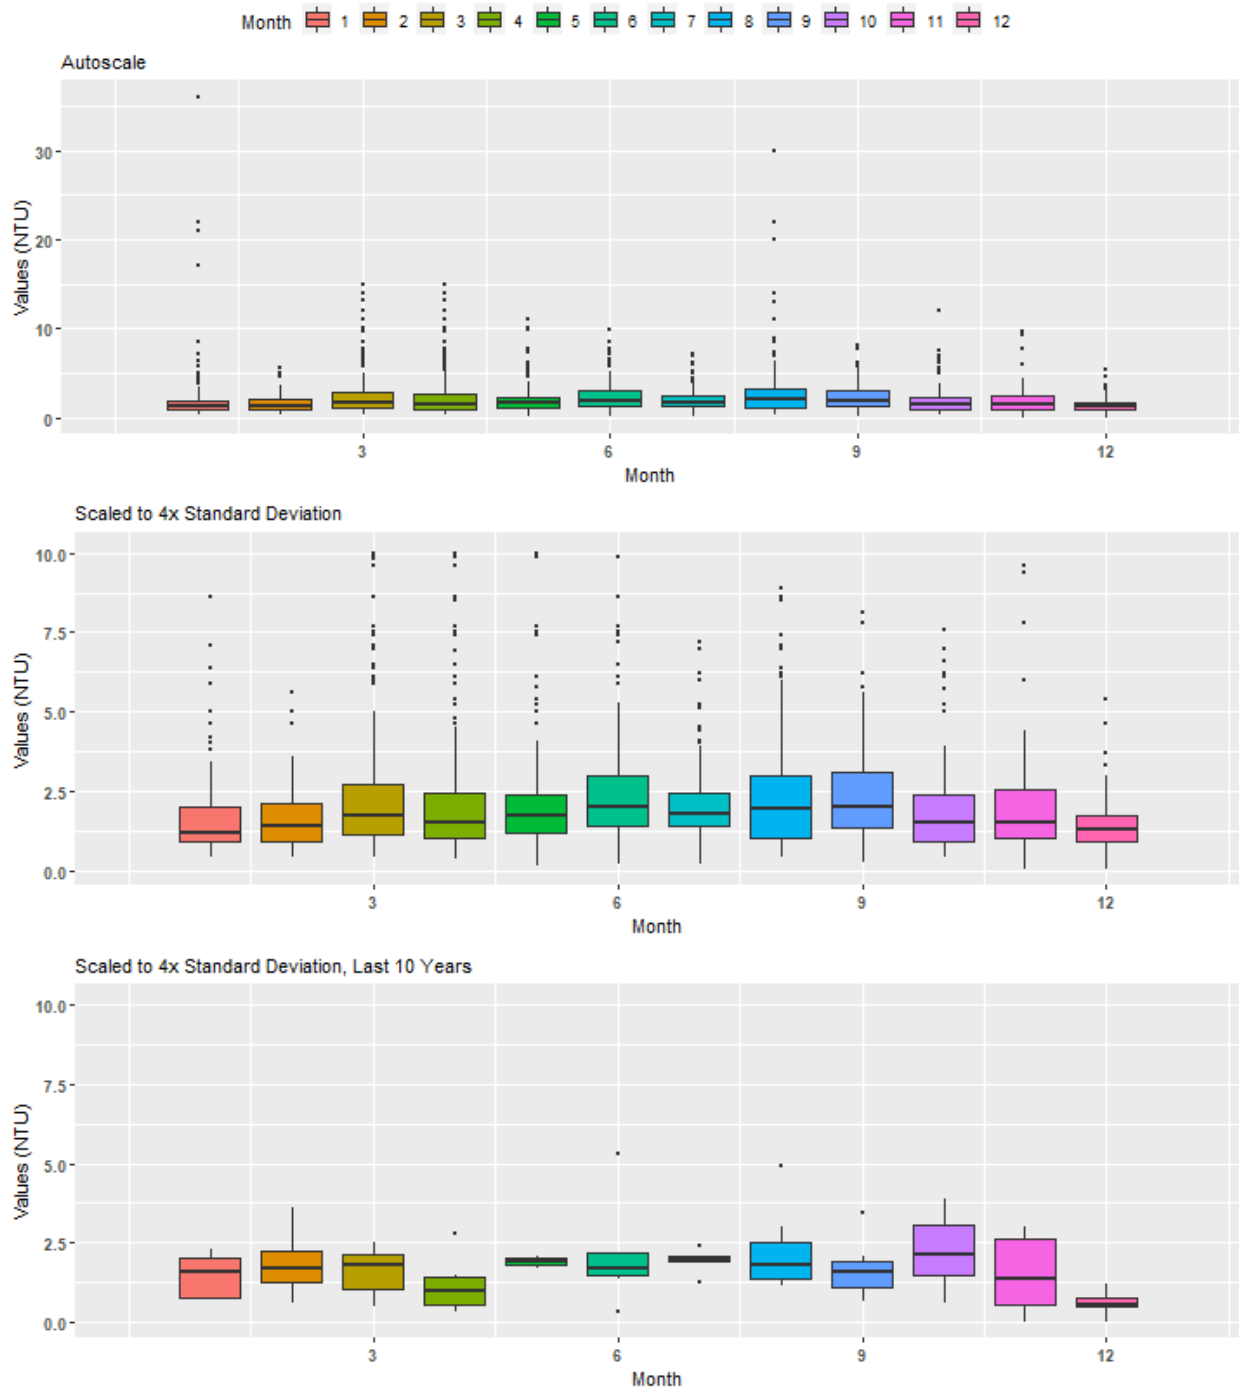 Month 1 2 3 4 5 6 7 8 9 10 11 12
Autoscale
Values (NTU)
30
20
10
0
3 6 9 12
Month
Scaled to 4x Standard Deviation
Values (NTU)
10.0
7.5
5.0
2.5
0.0
3 6 9 12
Month
Scaled to 4x Standard Deviation, Last 10 Years
Values (NTU)
10.0
7.5
5.0
2.5
0.0
3 6 9 12
Month